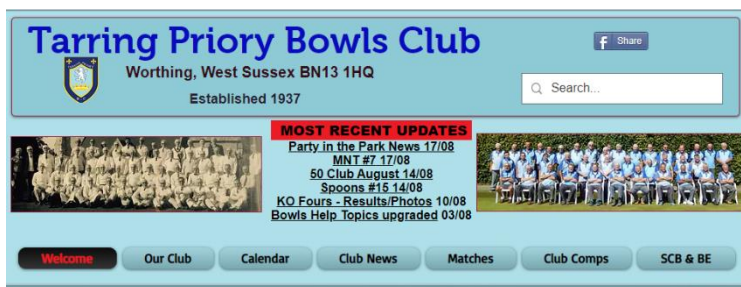 Tarring Priory Bowls Club
f Share
Worthing, West Sussex BN13 1HQ
Search...
Established 1937
MOST RECENT UPDATES
Party in the Park News 17/08
MNT #7 17/08
50 Club August 14/08
Spoons #15 14/08
KO Fours - Results/Photos 10/08
Bowls Help Topics upgraded 03/08
Welcome Our Club Calendar Club News Matches Club Comps SCB & BE